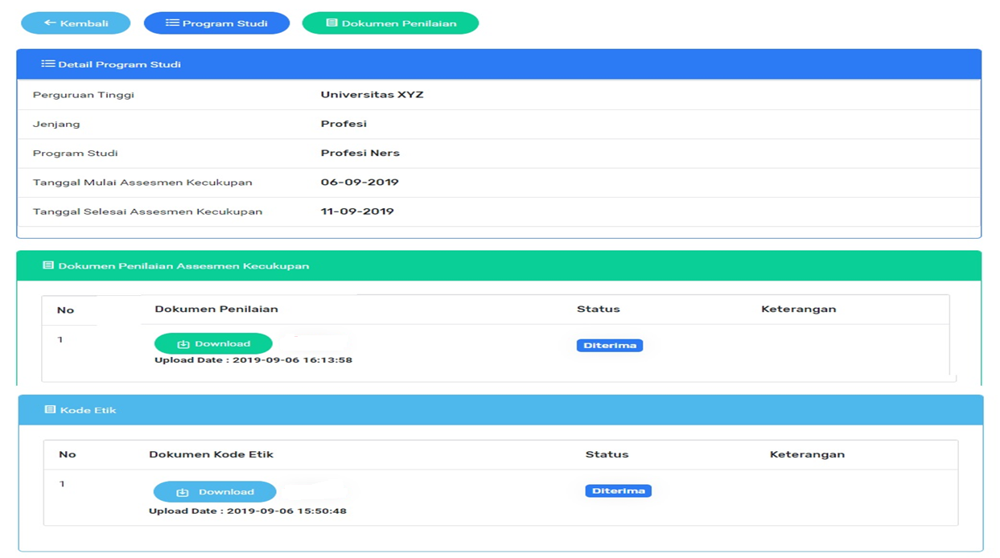 Kembali Program Studi Dokumen Penilaian
Detail Program Studi
Perguruan Tinggi Universitas XYZ
Jenjang Profesi
Program Studi Profesi Ners
Tanggal Mulai Assesmen Kecukupan 06-09-2019
Tanggal Selesai Assesmen Kecukupan 11-09-2019
Dokumen Penilaian Assesmen Kecukupan
No Dokumen Penilaian Status Keterangan
1 Download Diterima
Upload Date : 2019-09-06 16:13:58
Kode Etik
No Dokumen Kode Etik Status Keterangan
1 Download Diterima
Upload Date : 2019-09-06 15:50:48